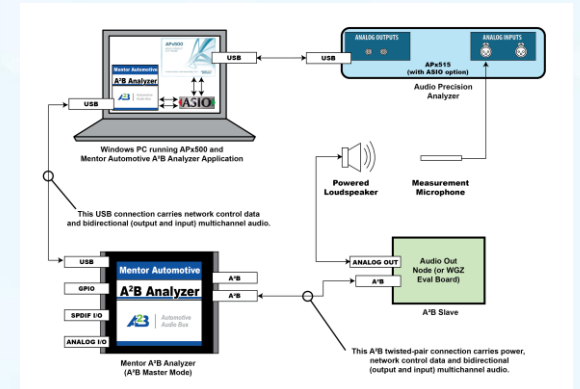 APx500
Mentor Automotive
A²B Analyzer
A²B
Automotive
Audio Bus
ASIO
USB
USB
USB
Windows PC running APx500 and
Mentor Automotive A²B Analyzer Application
ANALOG OUTPUTS
ANALOG INPUTS
APx515
(with ASIO option)
Audio Precision
Analyzer
Powered
Loudspeaker
Measurement
Microphone
This USB connection carries network control data
and bidirectional (output and input) multichannel audio.
USB
GPIO
SPDIF I/O
ANALOG I/O
Mentor Automotive
A²B Analyzer
A²B
Automotive
Audio Bus
A²B
A²B
Mentor A²B Analyzer
(A²B Master Mode)
ANALOG OUT
A²B
Audio Out
Node (or WGZ
Eval Board)
A²B Slave
This A²B twisted-pair connection carries power,
network control data and bidirectional
(output and input) multichannel audio.